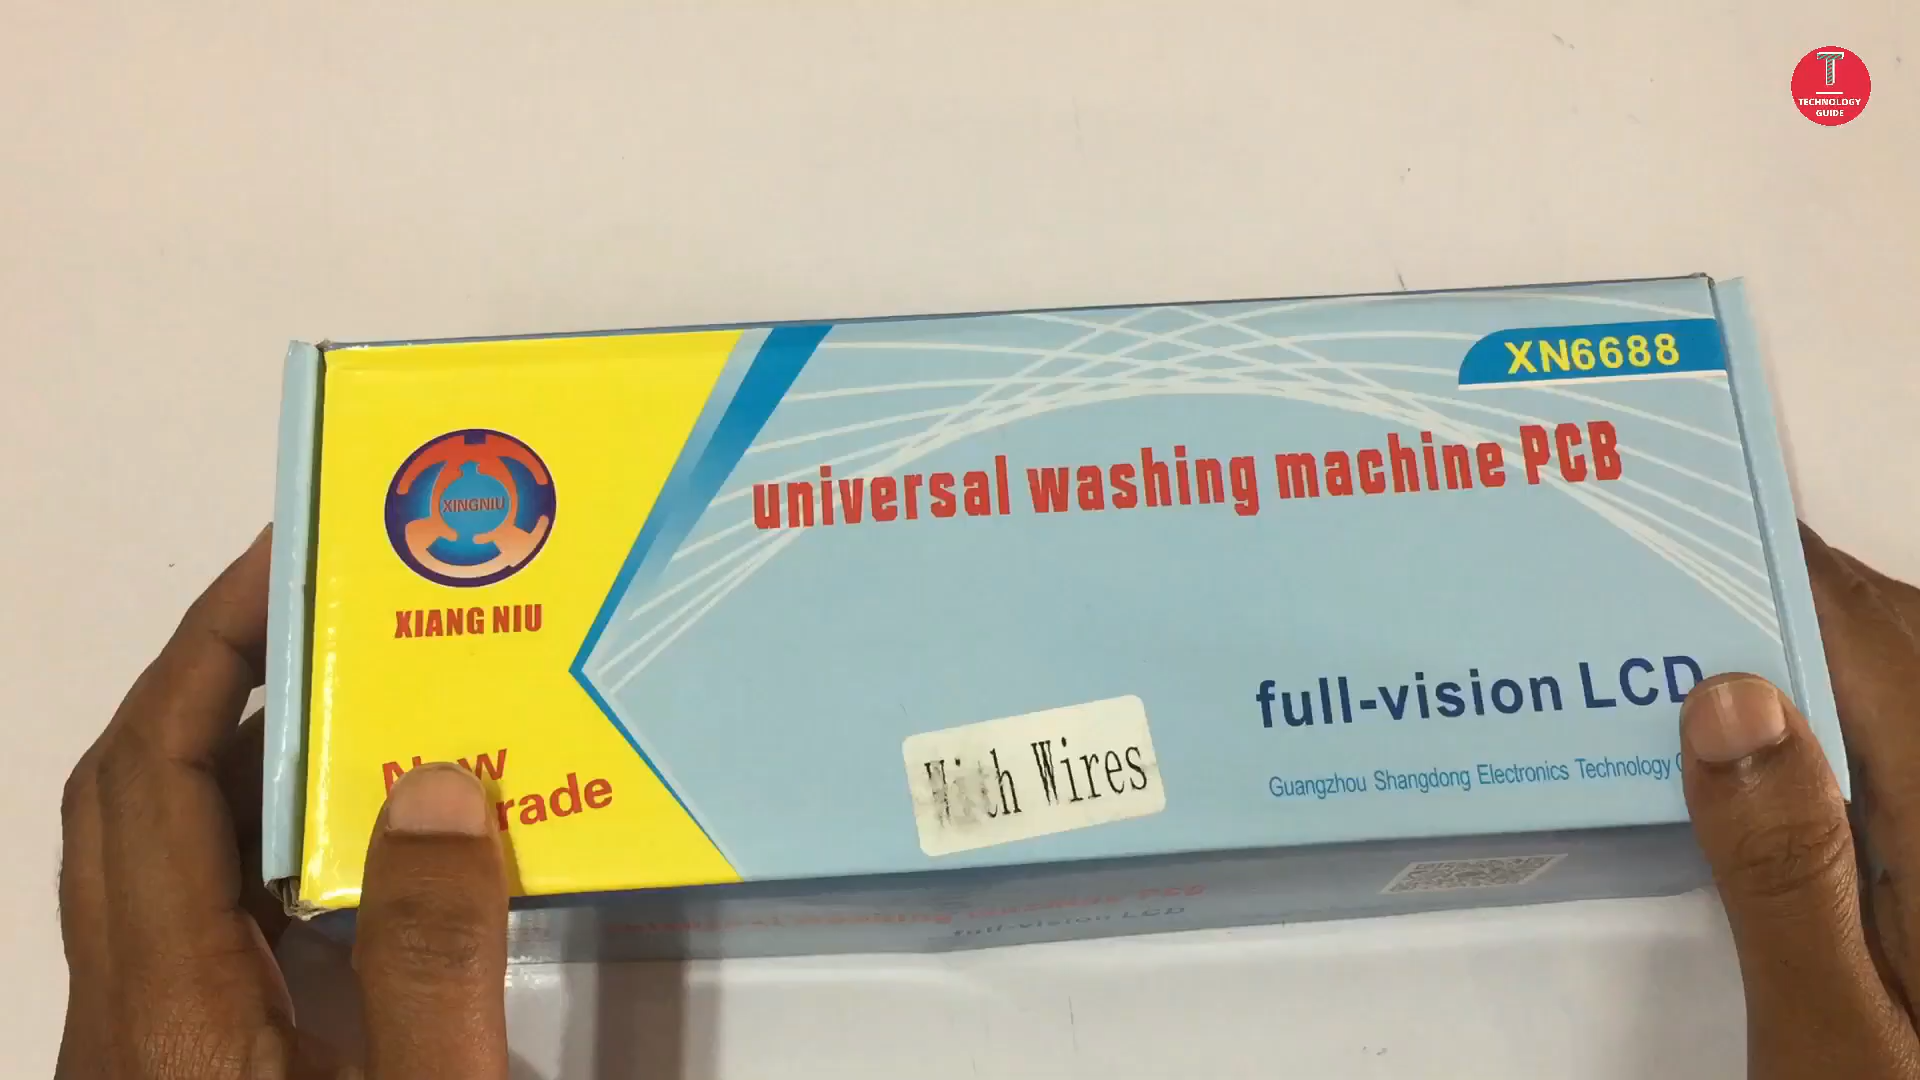 T
TECHNOLOGY
GUIDE
XN6688
universal washing machine PCB
XINGNIU
XIANG NIU
full-vision LCD
With Wires
Guangzhou Shangdong Electronics Technology
New
rade
full-vision LCD